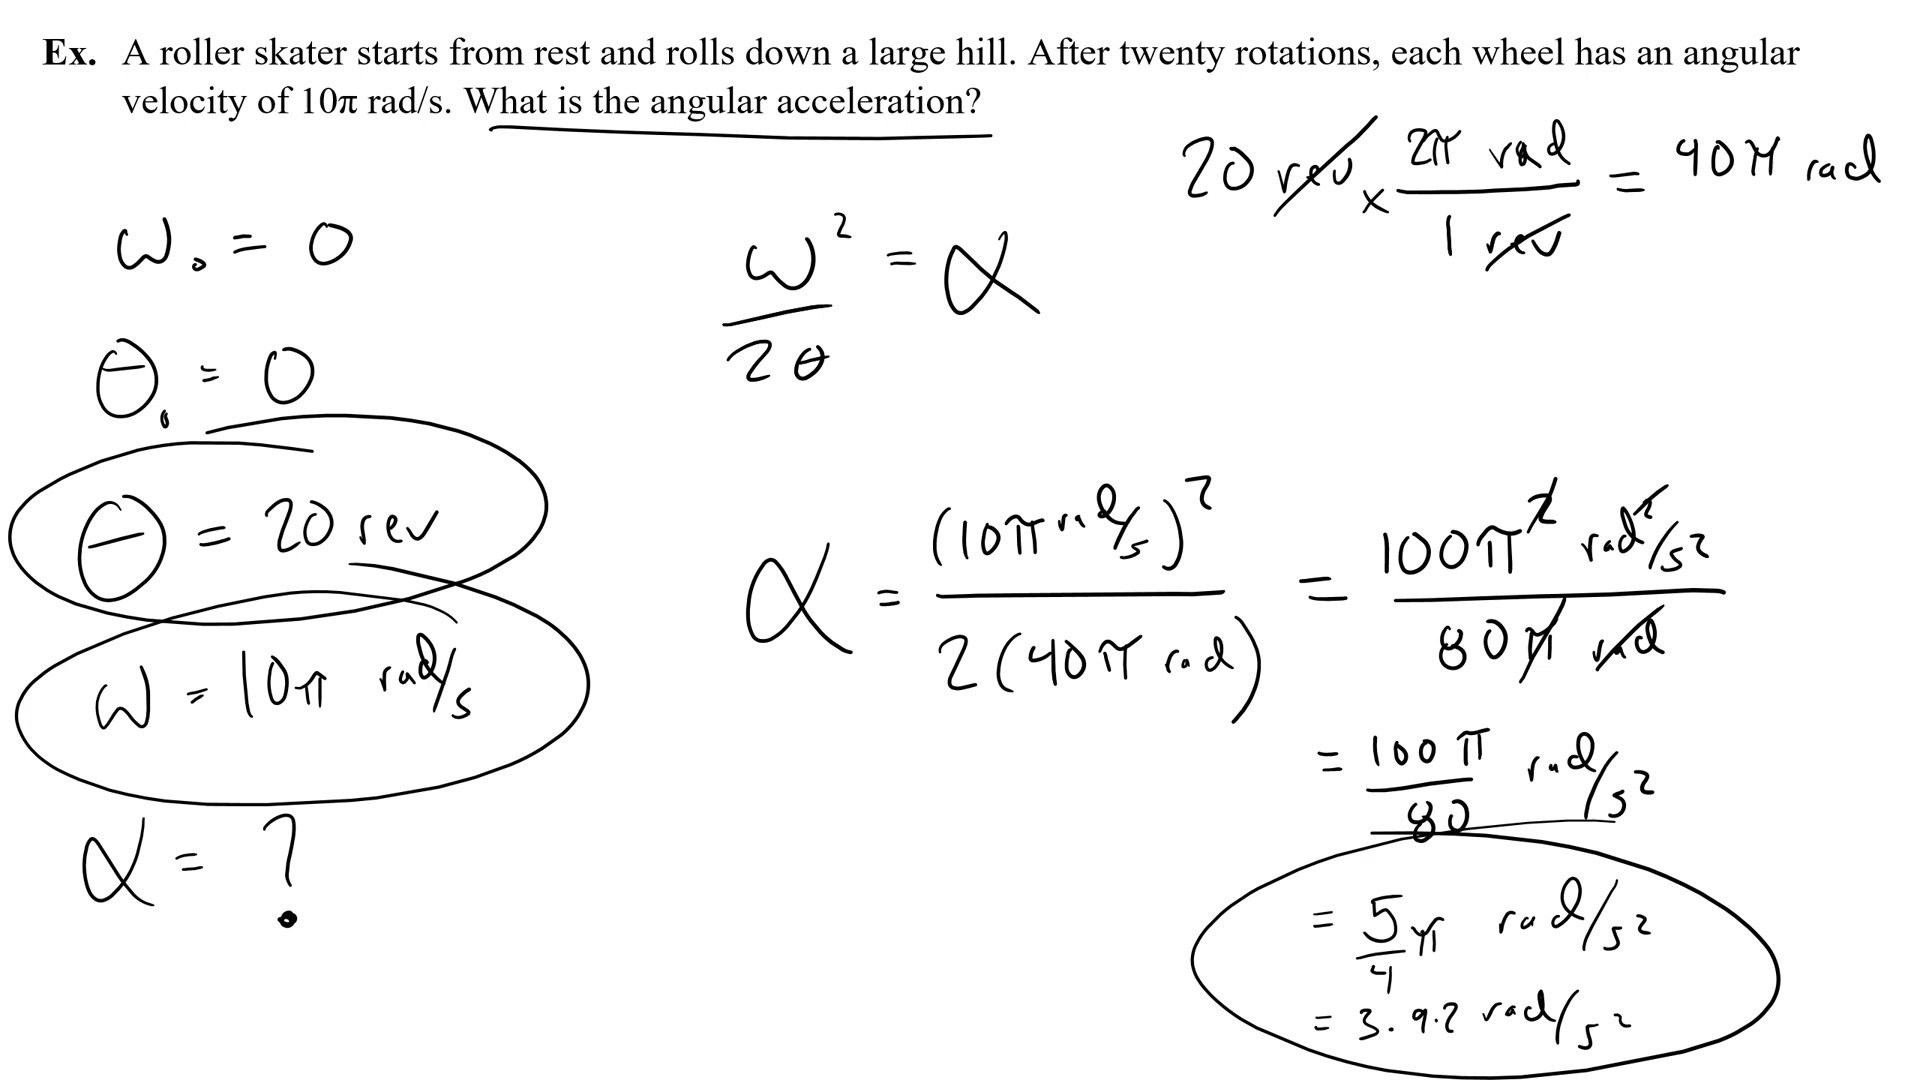 Ex. A roller skater starts from rest and rolls down a large hill. After twenty rotations, each wheel has an angular
velocity of 10π rad/s. What is the angular acceleration?
20 rev × 2π rad / 1 rev = 40π rad
ω₀ = 0
ω² / 2θ = α
θ₀ = 0
θ = 20 rev
α = (10π rad/s)² / 2(40π rad) = 100π² rad²/s² / 80π rad
ω = 10π rad/s
= 100π / 80 rad/s²
α = ?
= 5/4 π rad/s²
= 3.92 rad/s²